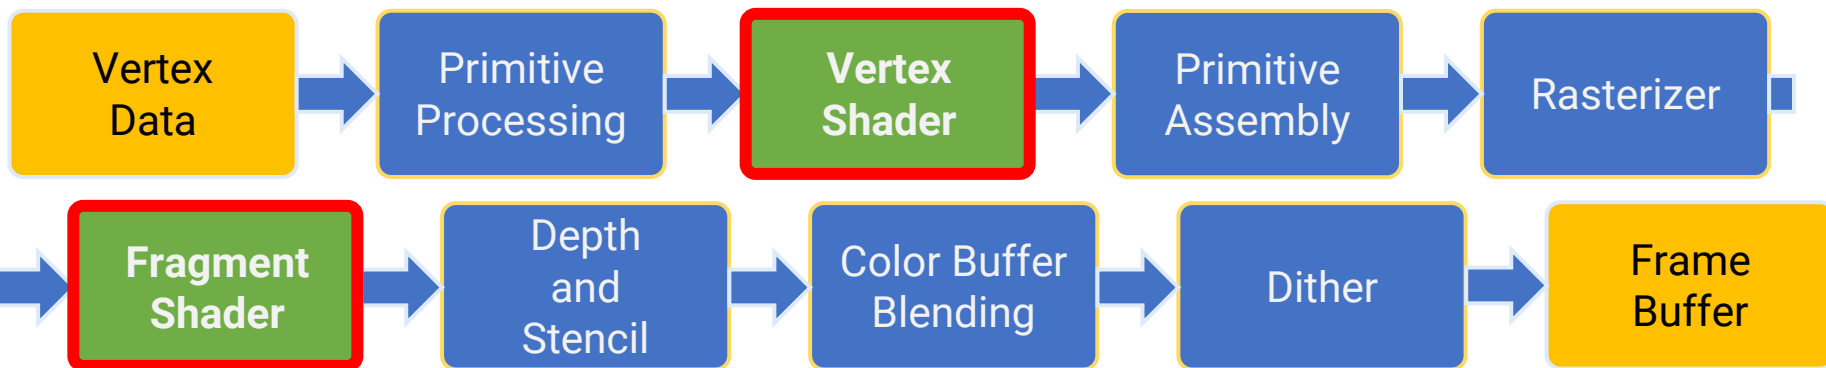 Vertex
Data
Primitive
Processing
Vertex
Shader
Primitive
Assembly
Rasterizer
Fragment
Shader
Depth
and
Stencil
Color Buffer
Blending
Dither
Frame
Buffer